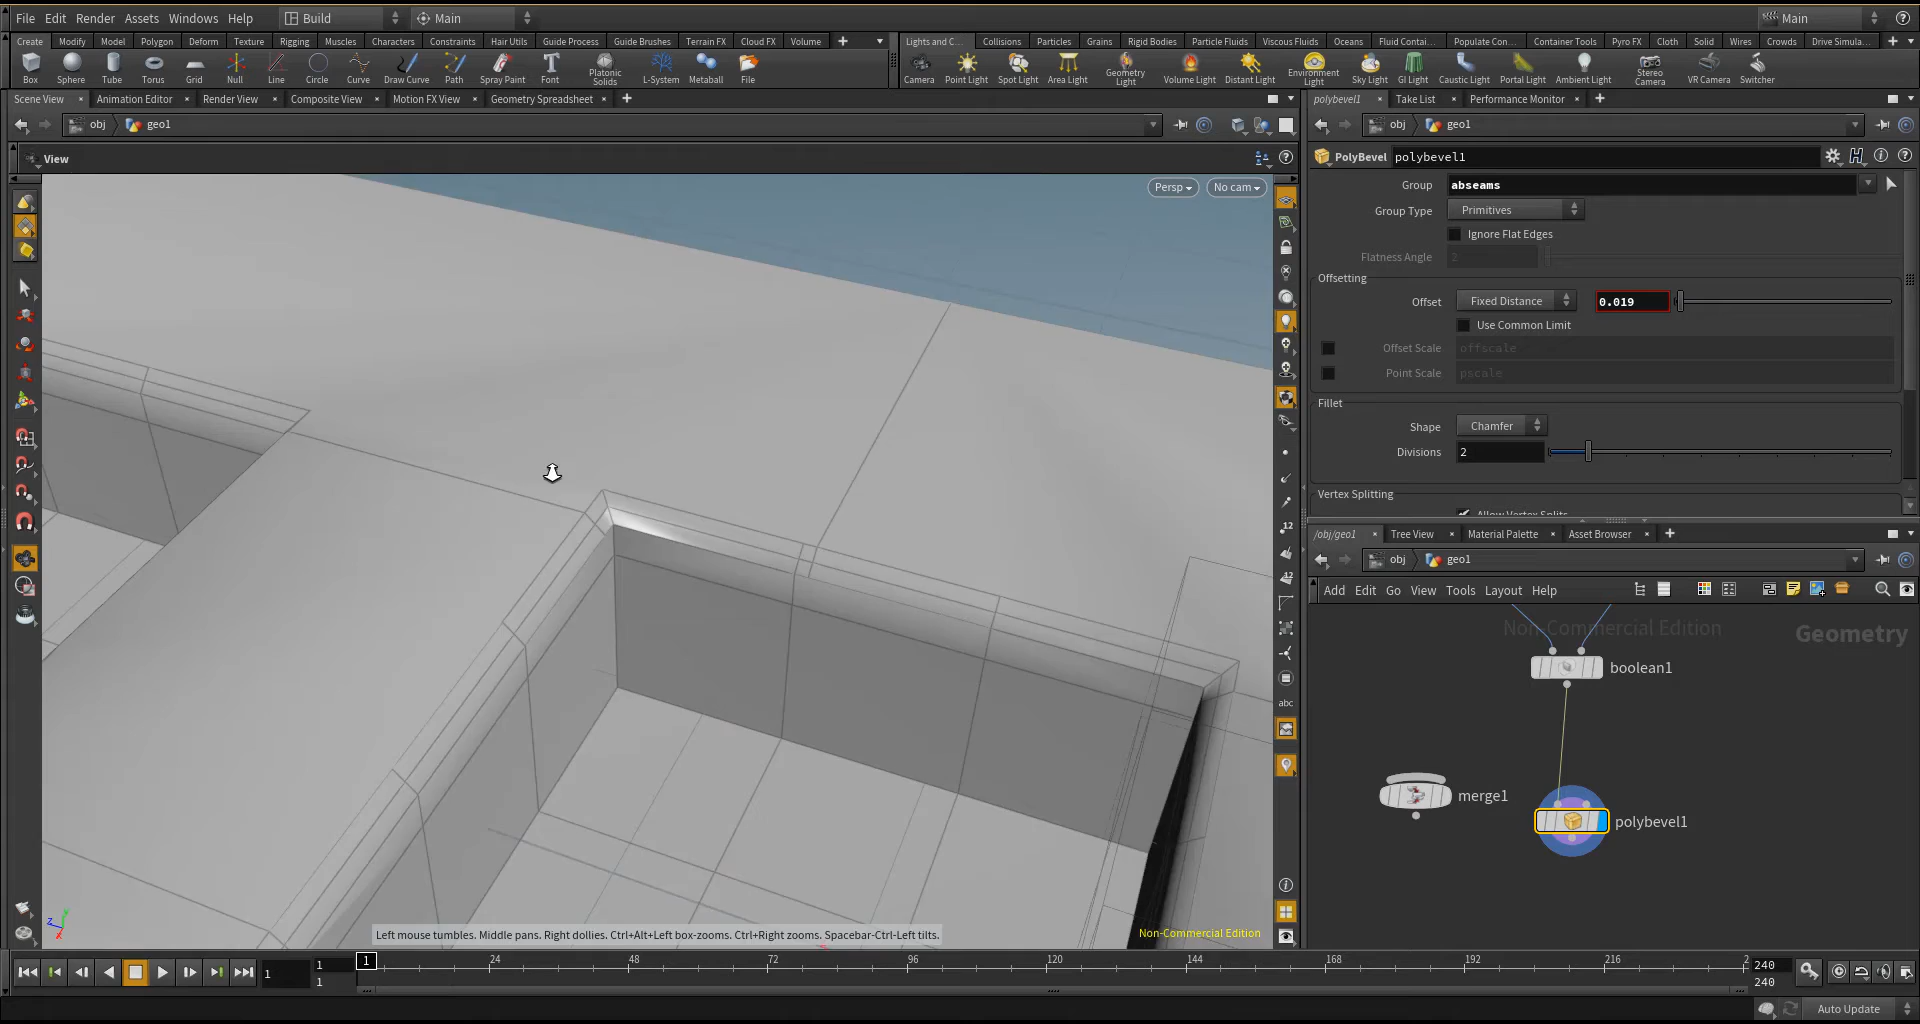 File Edit Render Assets Windows Help Build Main Main
Create Modify Model Polygon Deform Texture Rigging Muscles Characters Constraints Hair Utils Guide Process Guide Brushes Terrain FX Cloud FX Volume
Lights and C... Collisions Particles Grains Rigid Bodies Particle Fluids Viscous Fluids Oceans Fluid Contai... Populate Con... Container Tools Pyro FX Cloth Solid Wires Crowds Drive Simula...
Box Sphere Tube Torus Grid Null Line Circle Curve Draw Curve Path Spray Paint Font Platonic Solids L-System Metaball File
Camera Point Light Spot Light Area Light Geometry Light Volume Light Distant Light Environment Light Sky Light GI Light Caustic Light Portal Light Ambient Light Stereo Camera VR Camera Switcher
Scene View Animation Editor Render View Composite View Motion FX View Geometry Spreadsheet
obj geo1
View
Persp No cam
12
12
abc
Left mouse tumbles. Middle pans. Right dollies. Ctrl+Alt+Left box-zooms. Ctrl+Right zooms. Spacebar-Ctrl-Left tilts.
Non-Commercial Edition
polybevel1 Take List Performance Monitor
obj geo1
PolyBevel polybevel1
Group abseams
Group Type Primitives
Ignore Flat Edges
Flatness Angle 2
Offsetting
Offset Fixed Distance 0.019
Use Common Limit
Offset Scale offscale
Point Scale pscale
Fillet
Shape Chamfer
Divisions 2
Vertex Splitting
Allow Vertex Splits
/obj/geo1 Tree View Material Palette Asset Browser
obj geo1
Add Edit Go View Tools Layout Help
Non-Commercial Edition
Geometry
boolean1
merge1
polybevel1
1 1 1 1 24 48 72 96 120 144 168 192 216 2 240
240
Auto Update